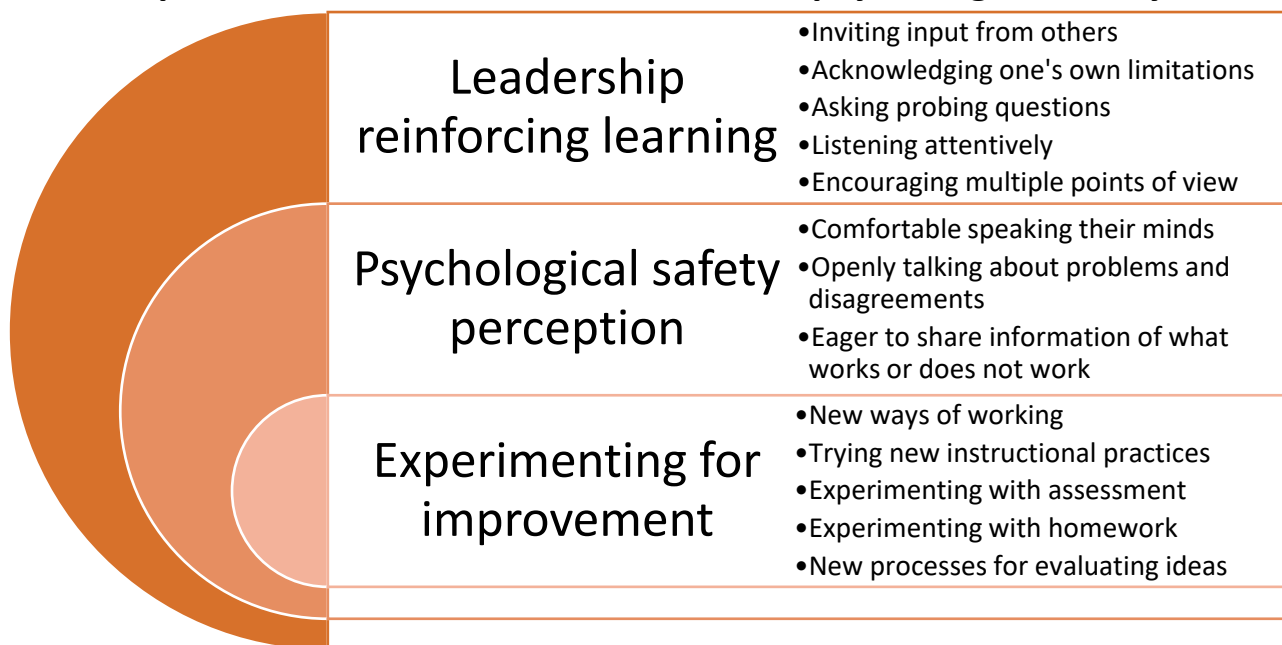 Leadership
reinforcing learning
•Inviting input from others
•Acknowledging one's own limitations
•Asking probing questions
•Listening attentively
•Encouraging multiple points of view
Psychological safety
perception
•Comfortable speaking their minds
•Openly talking about problems and
disagreements
•Eager to share information of what
works or does not work
Experimenting for
improvement
•New ways of working
•Trying new instructional practices
•Experimenting with assessment
•Experimenting with homework
•New processes for evaluating ideas